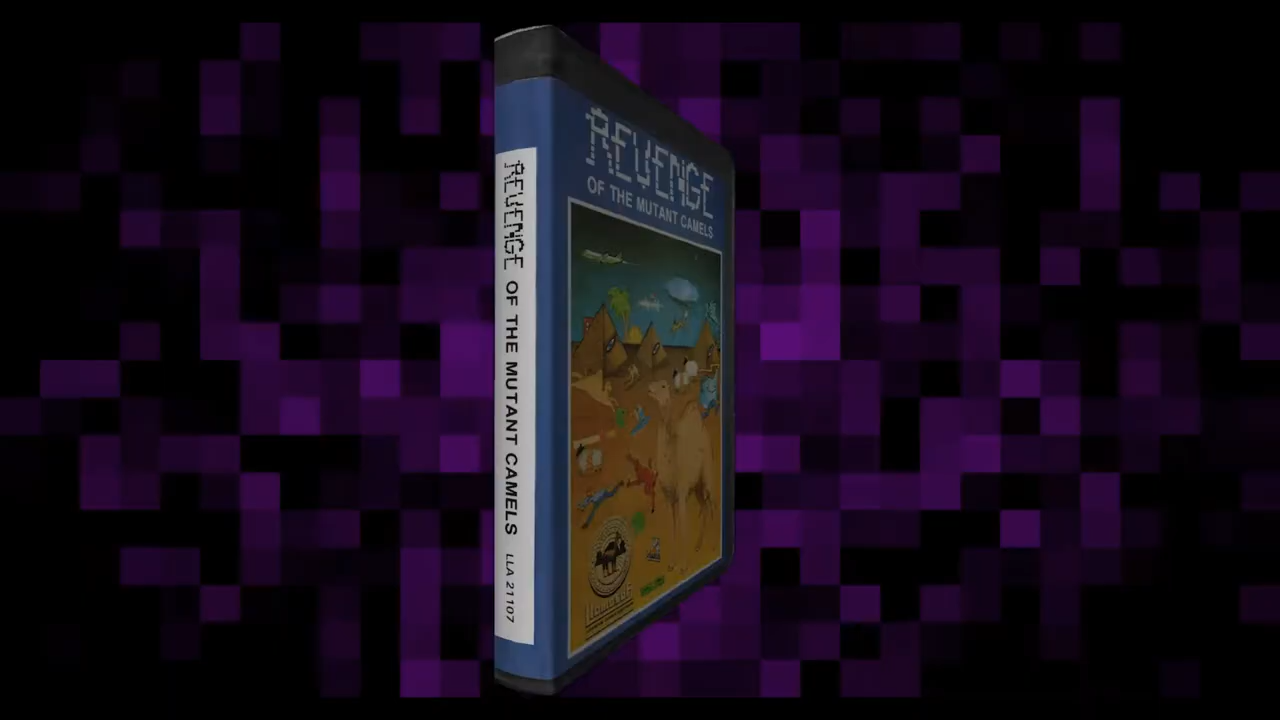 REVENGE
OF THE MUTANT CAMELS
REVENGE OF THE MUTANT CAMELS LLA 21107